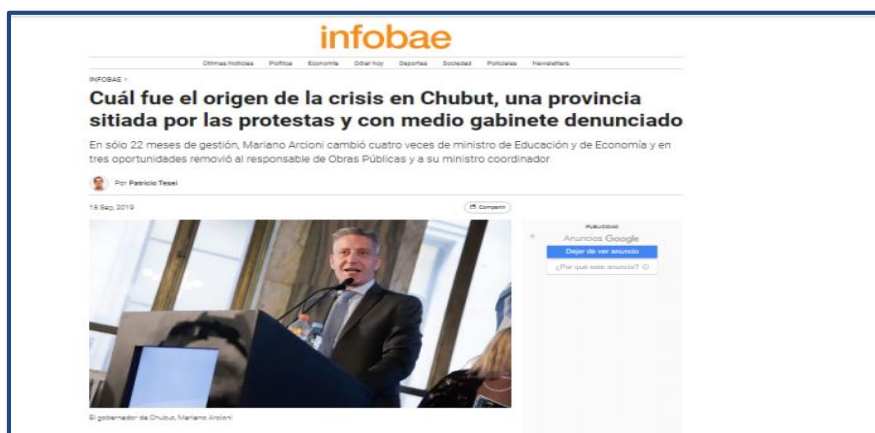 infobae
Últimas Noticias Política Economía Dólar hoy Deportes Sociedad Policiales Newsletters
INFOBAE >
Cuál fue el origen de la crisis en Chubut, una provincia
sitiada por las protestas y con medio gabinete denunciado
En sólo 22 meses de gestión, Mariano Arcioni cambió cuatro veces de ministro de Educación y de Economía y en
tres oportunidades removió al responsable de Obras Públicas y a su ministro coordinador
Por Patricio Tesei
18 Sep, 2019
Compartir
PUBLICIDAD
Anuncios Google
Dejar de ver anuncio
¿Por qué este anuncio?
El gobernador de Chubut, Mariano Arcioni